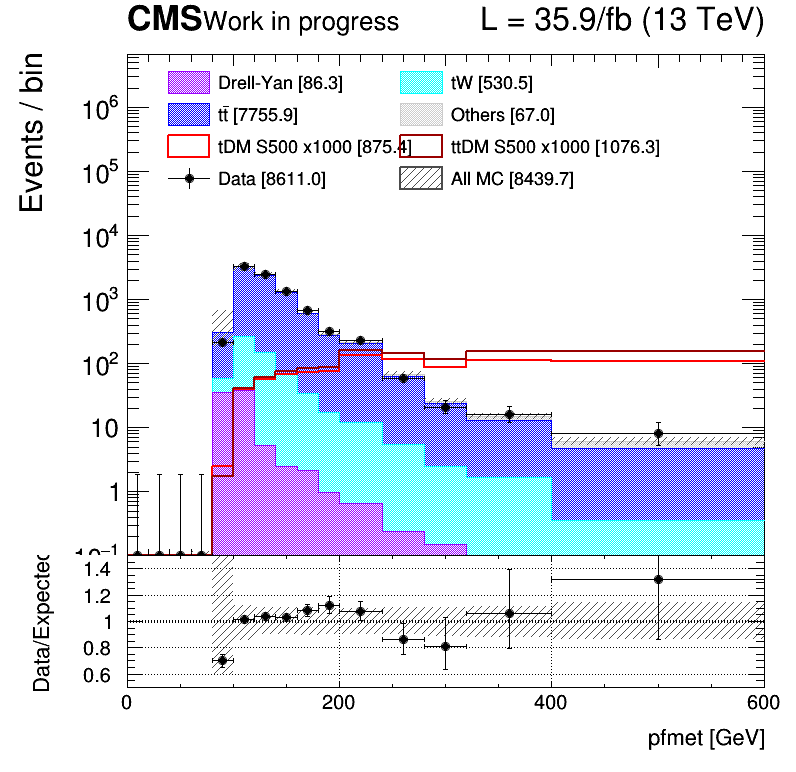 CMS Work in progress L = 35.9/fb (13 TeV)
Events / bin
Drell-Yan [86.3] tW [530.5]
tt̄ [7755.9] Others [67.0]
tDM S500 x1000 [875.4] ttDM S500 x1000 [1076.3]
Data [8611.0] All MC [8439.7]
10⁶
10⁵
10⁴
10³
10²
10
1
10⁻¹
Data/Expected
1.4
1.2
1
0.8
0.6
0 200 400 600
pfmet [GeV]